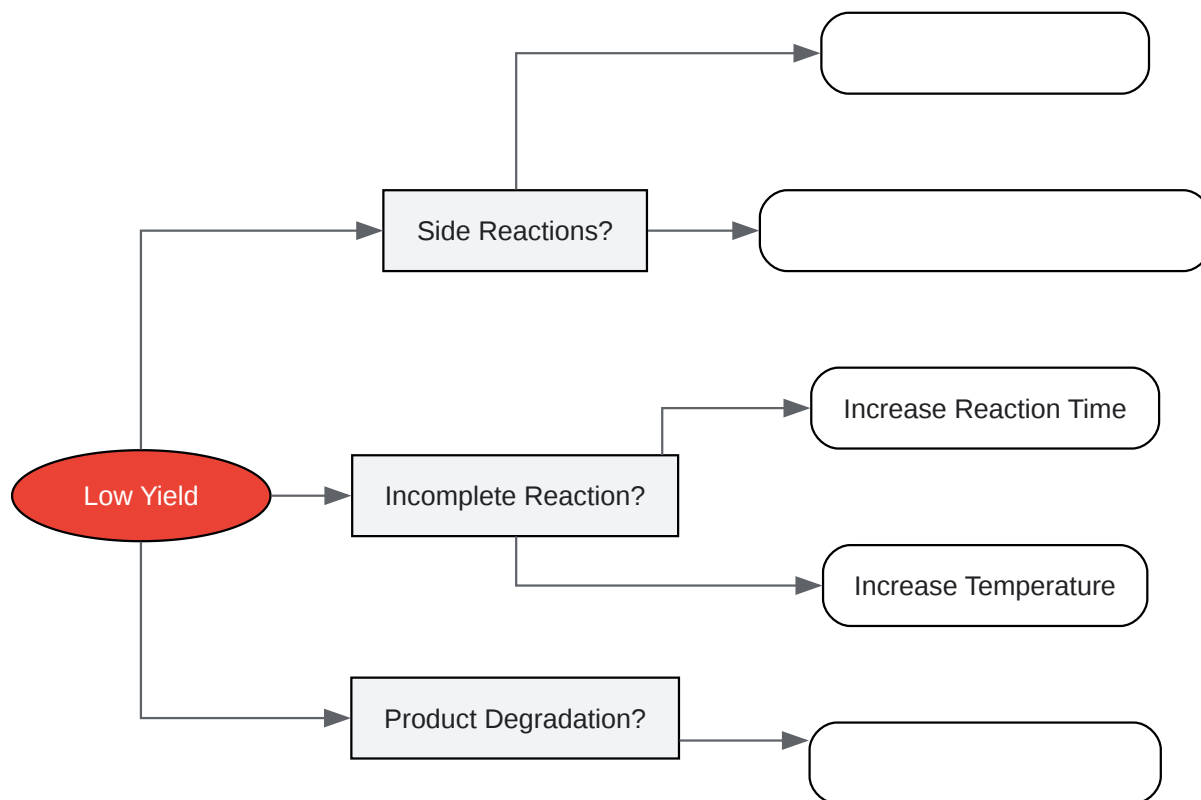 Side Reactions?
Increase Reaction Time
Low Yield
Incomplete Reaction?
Increase Temperature
Product Degradation?